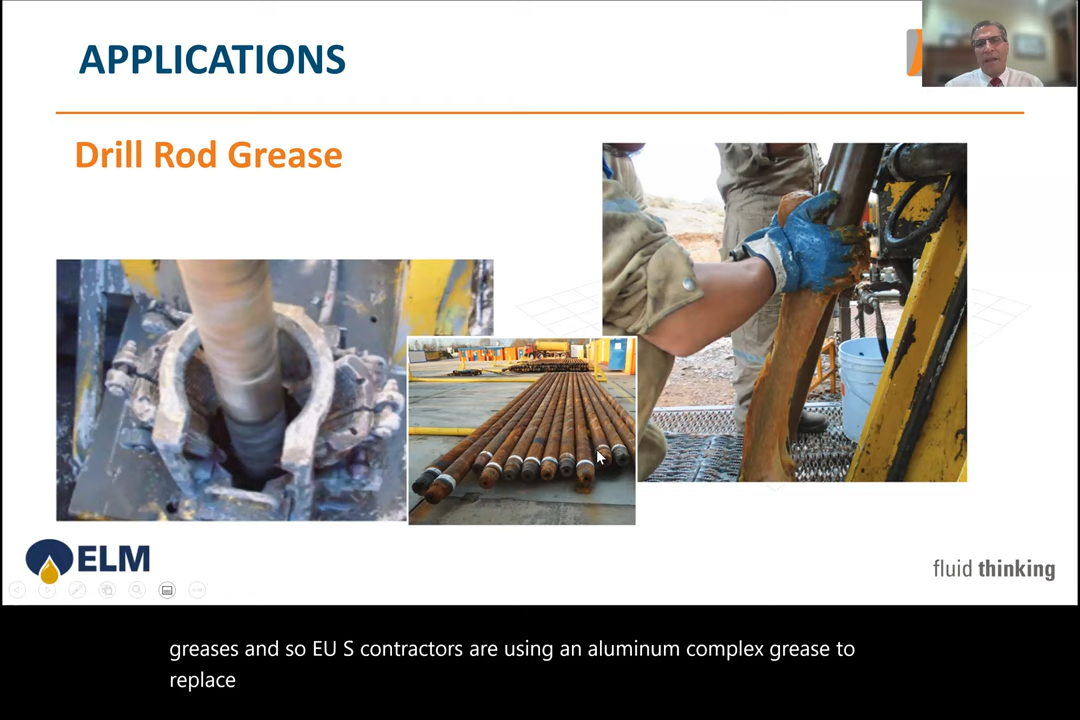 APPLICATIONS
Drill Rod Grease
ELM
fluid thinking
greases and so EU S contractors are using an aluminum complex grease to
replace